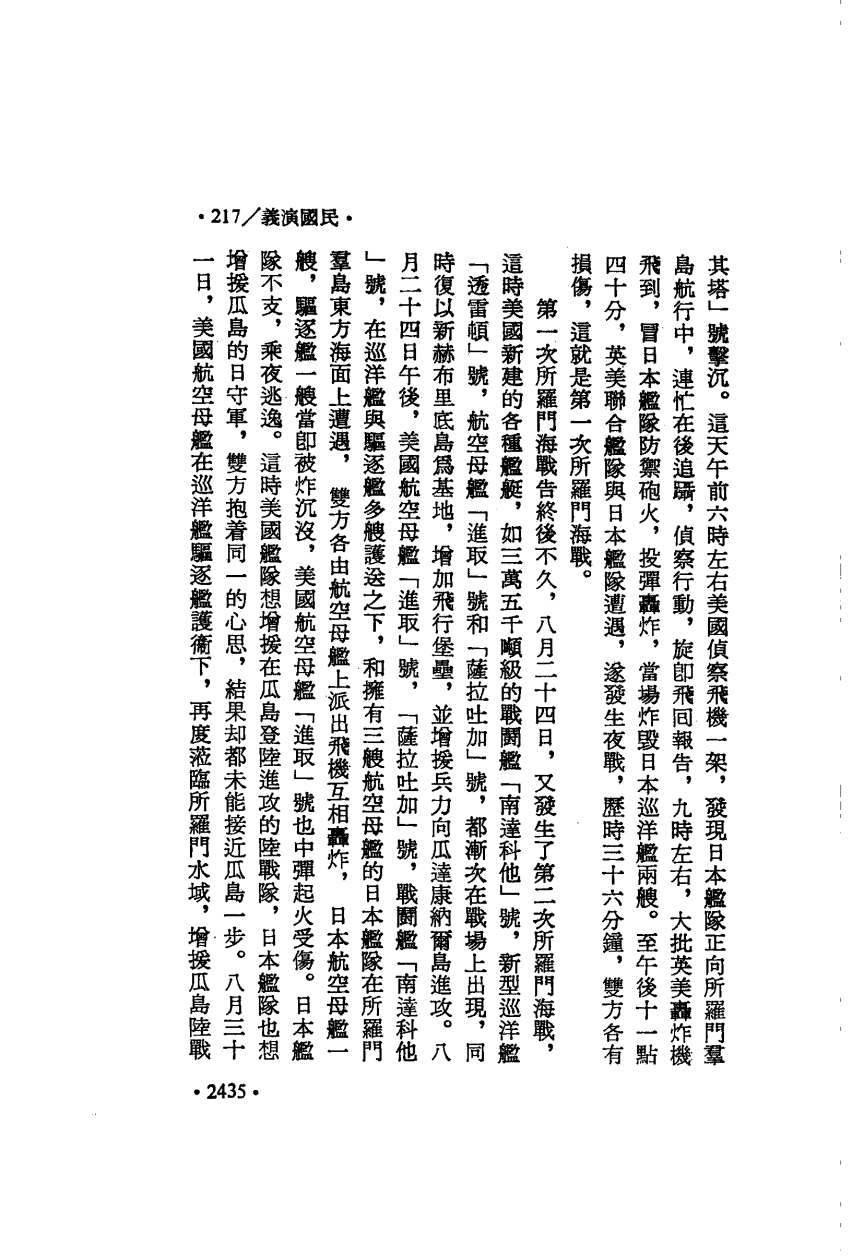 •217／義演國民•
其塔」號擊沉。這天午前六時左右美國偵察飛機一架，發現日本艦隊正向所羅門羣
島航行中，連忙在後追躡，偵察行動，旋卽飛囘報告，九時左右，大批英美轟炸機
飛到，冒日本艦隊防禦砲火，投彈轟炸，當場炸毀日本巡洋艦兩艘。至午後十一點
四十分，英美聯合艦隊與日本艦隊遭遇，遂發生夜戰，歷時三十六分鐘，雙方各有
損傷，這就是第一次所羅門海戰。
第一次所羅門海戰告終後不久，八月二十四日，又發生了第二次所羅門海戰，
這時美國新建的各種艦艇，如三萬五千噸級的戰鬭艦「南達科他」號，新型巡洋艦
「透雷頓」號，航空母艦「進取」號和「薩拉吐加」號，都漸次在戰場上出現，同
時復以新赫布里底島爲基地，增加飛行堡壘，並增援兵力向瓜達康納爾島進攻。八
月二十四日午後，美國航空母艦「進取」號，「薩拉吐加」號，戰鬭艦「南達科他
」號，在巡洋艦與驅逐艦多艘護送之下，和擁有三艘航空母艦的日本艦隊在所羅門
羣島東方海面上遭遇，雙方各由航空母艦上派出飛機互相轟炸，日本航空母艦一
艘，驅逐艦一艘當卽被炸沉沒，美國航空母艦「進取」號也中彈起火受傷。日本艦
隊不支，乘夜逃逸。這時美國艦隊想增援在瓜島登陸進攻的陸戰隊，日本艦隊也想
增援瓜島的日守軍，雙方抱着同一的心思，結果却都未能接近瓜島一步。八月三十
一日，美國航空母艦在巡洋艦驅逐艦護衞下，再度蒞臨所羅門水域，增援瓜島陸戰
•2435•